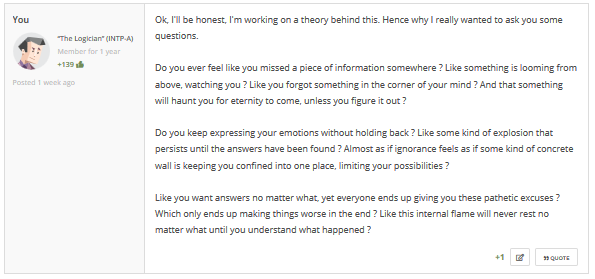 You
"The Logician" (INTP-A)
Member for 1 year
+139
Posted 1 week ago
Ok, I'll be honest, I'm working on a theory behind this. Hence why I really wanted to ask you some
questions.
Do you ever feel like you missed a piece of information somewhere ? Like something is looming from
above, watching you ? Like you forgot something in the corner of your mind ? And that something
will haunt you for eternity to come, unless you figure it out ?
Do you keep expressing your emotions without holding back ? Like some kind of explosion that
persists until the answers have been found ? Almost as if ignorance feels as if some kind of concrete
wall is keeping you confined into one place, limiting your possibilities ?
Like you want answers no matter what, yet everyone ends up giving you these pathetic excuses ?
Which only ends up making things worse in the end ? Like this internal flame will never rest no
matter what until you understand what happened ?
+1
QUOTE